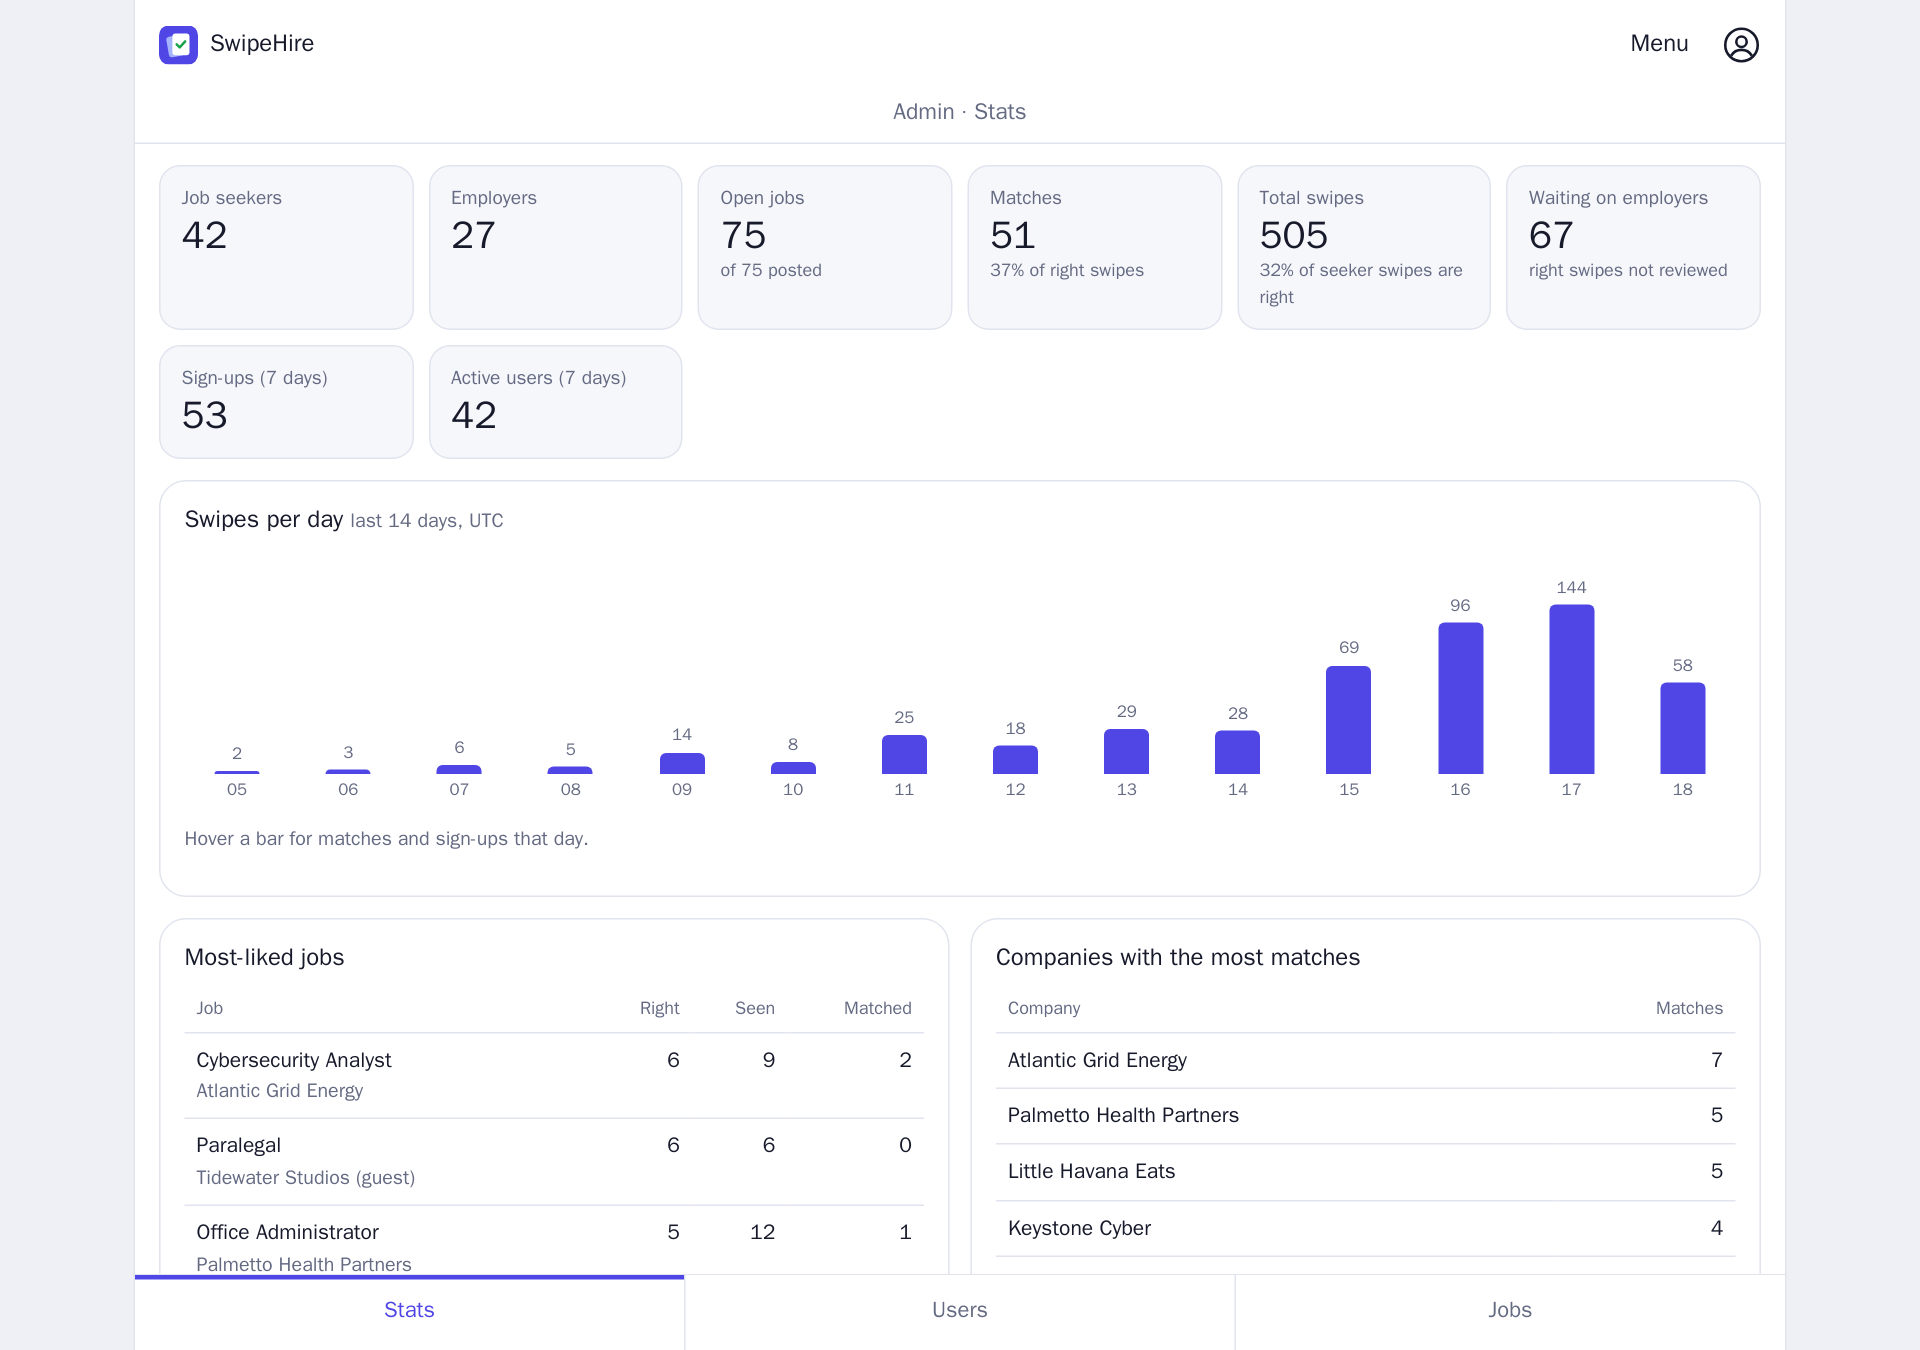 SwipeHire
Menu
Admin · Stats
Job seekers
42
Employers
27
Open jobs
75
of 75 posted
Matches
51
37% of right swipes
Total swipes
505
32% of seeker swipes are
right
Waiting on employers
67
right swipes not reviewed
Sign-ups (7 days)
53
Active users (7 days)
42
Swipes per day last 14 days, UTC
2 3 6 5 14 8 25 18 29 28 69 96 144 58
05 06 07 08 09 10 11 12 13 14 15 16 17 18
Hover a bar for matches and sign-ups that day.
Most-liked jobs
Job Right Seen Matched
Cybersecurity Analyst 6 9 2
Atlantic Grid Energy
Paralegal 6 6 0
Tidewater Studios (guest)
Office Administrator 5 12 1
Palmetto Health Partners
Companies with the most matches
Company Matches
Atlantic Grid Energy 7
Palmetto Health Partners 5
Little Havana Eats 5
Keystone Cyber 4
Stats
Users
Jobs